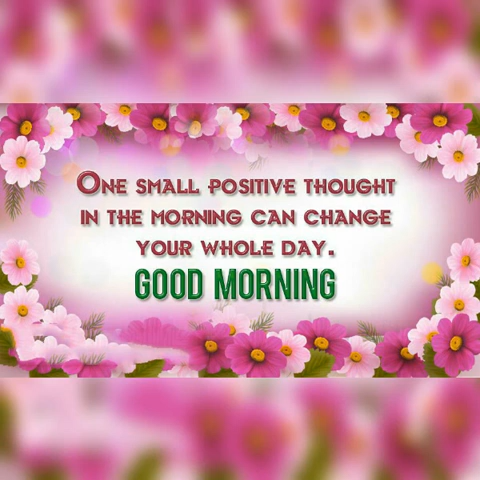 One small positive thought
in the morning can change
your whole day.
GOOD MORNING